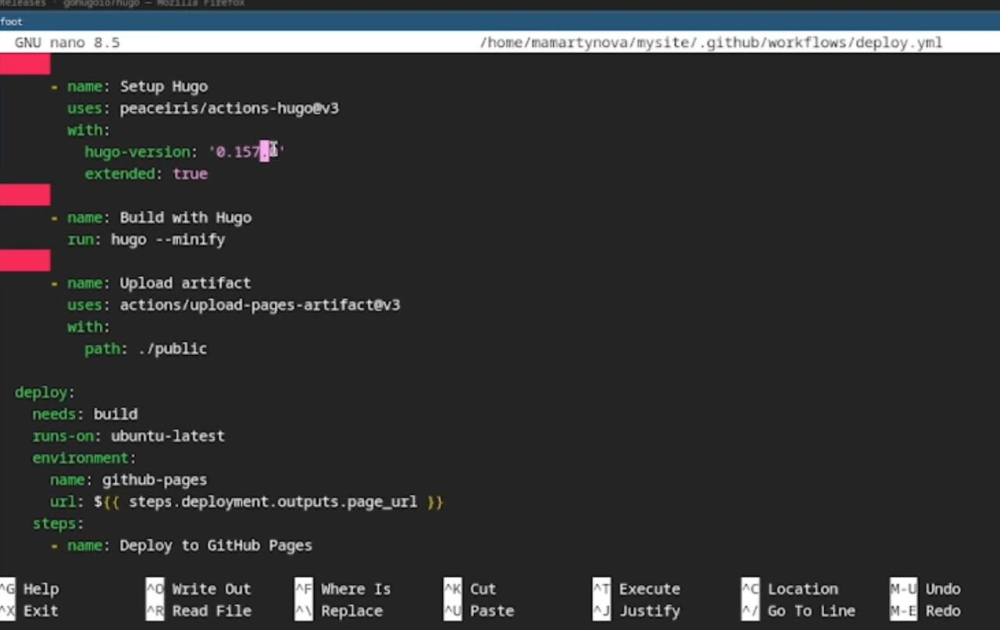 Releases · gohugoio/hugo — Mozilla Firefox
foot
GNU nano 8.5 /home/mamartynova/mysite/.github/workflows/deploy.yml
- name: Setup Hugo
uses: peaceiris/actions-hugo@v3
with:
hugo-version: '0.157.0'
extended: true
- name: Build with Hugo
run: hugo --minify
- name: Upload artifact
uses: actions/upload-pages-artifact@v3
with:
path: ./public
deploy:
needs: build
runs-on: ubuntu-latest
environment:
name: github-pages
url: ${{ steps.deployment.outputs.page_url }}
steps:
- name: Deploy to GitHub Pages
^G Help ^O Write Out ^F Where Is ^K Cut ^T Execute ^C Location M-U Undo
^X Exit ^R Read File ^\ Replace ^U Paste ^J Justify ^/ Go To Line M-E Redo